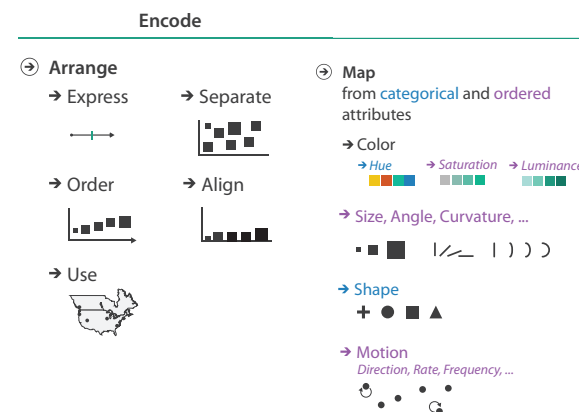 Encode
Arrange
Express
Separate
Order
Align
Use
Map
from categorical and ordered
attributes
Color
Hue
Saturation
Luminance
Size, Angle, Curvature, ...
Shape
Motion
Direction, Rate, Frequency, ...